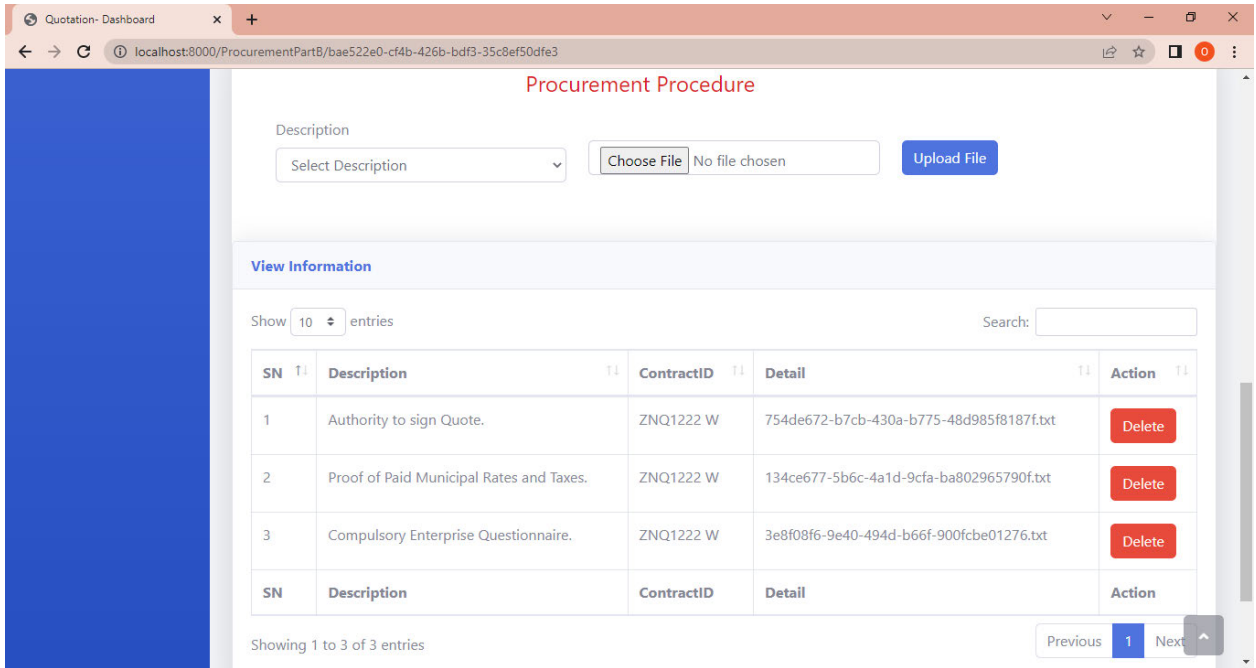 Quotation- Dashboard
localhost:8000/ProcurementPartB/bae522e0-cf4b-426b-bdf3-35c8ef50dfe3
O
Procurement Procedure
Description
Select Description
Choose File No file chosen
Upload File
View Information
Show 10 entries
Search:
SN Description ContractID Detail Action
1 Authority to sign Quote. ZNQ1222 W 754de672-b7cb-430a-b775-48d985f8187f.txt Delete
2 Proof of Paid Municipal Rates and Taxes. ZNQ1222 W 134ce677-5b6c-4a1d-9cfa-ba802965790f.txt Delete
3 Compulsory Enterprise Questionnaire. ZNQ1222 W 3e8f08f6-9e40-494d-b66f-900fcbe01276.txt Delete
SN Description ContractID Detail Action
Showing 1 to 3 of 3 entries
Previous 1 Next